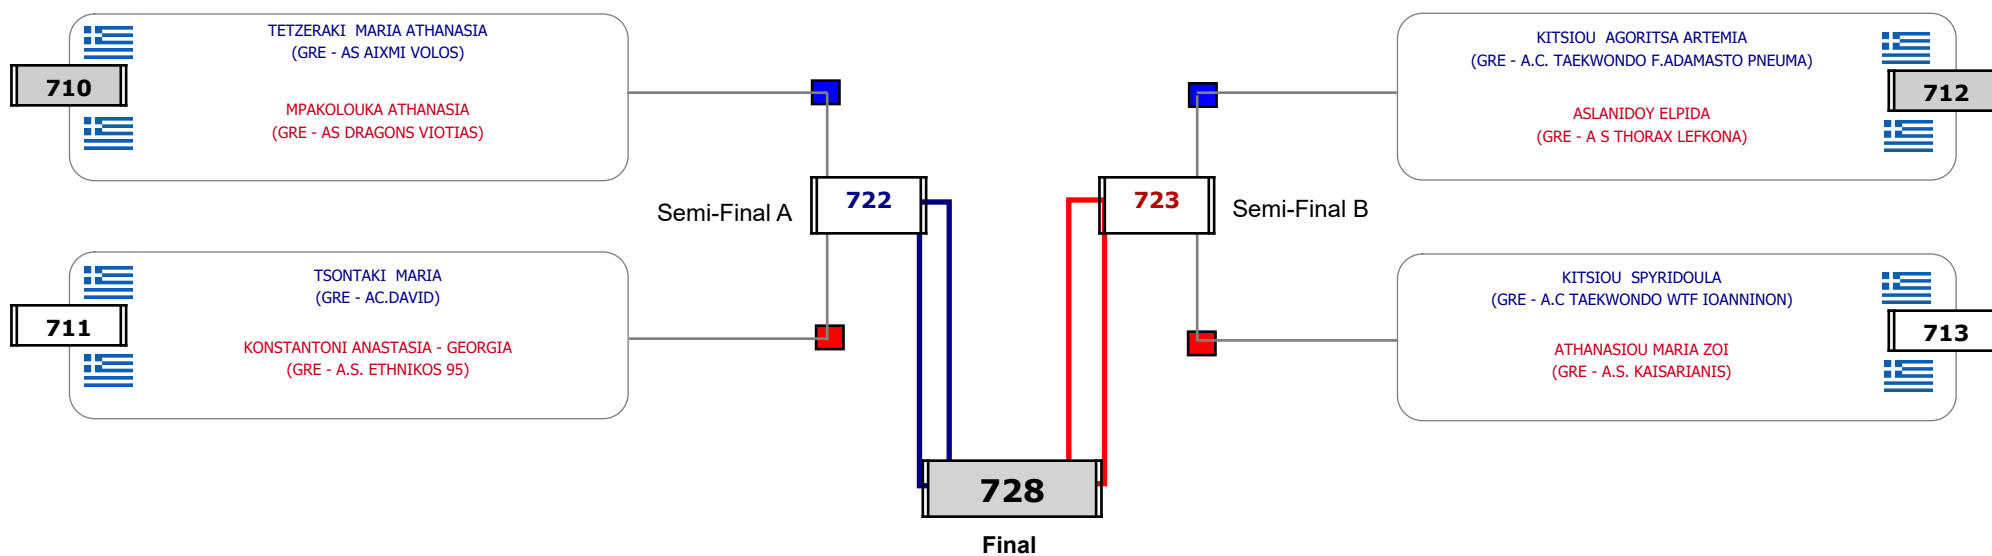 TETZERAKI MARIA ATHANASIA
(GRE - AS AIXMI VOLOS)
710
MPAKOLOUKA ATHANASIA
(GRE - AS DRAGONS VIOTIAS)
TSONTAKI MARIA
(GRE - AC.DAVID)
711
KONSTANTONI ANASTASIA - GEORGIA
(GRE - A.S. ETHNIKOS 95)
Semi-Final A
722
723
Semi-Final B
KITSIOU AGORITSA ARTEMIA
(GRE - A.C. TAEKWONDO F.ADAMASTO PNEUMA)
712
ASLANIDOY ELPIDA
(GRE - A S THORAX LEFKONA)
KITSIOU SPYRIDOULA
(GRE - A.C TAEKWONDO WTF IOANNINON)
713
ATHANASIOU MARIA ZOI
(GRE - A.S. KAISARIANIS)
728
Final